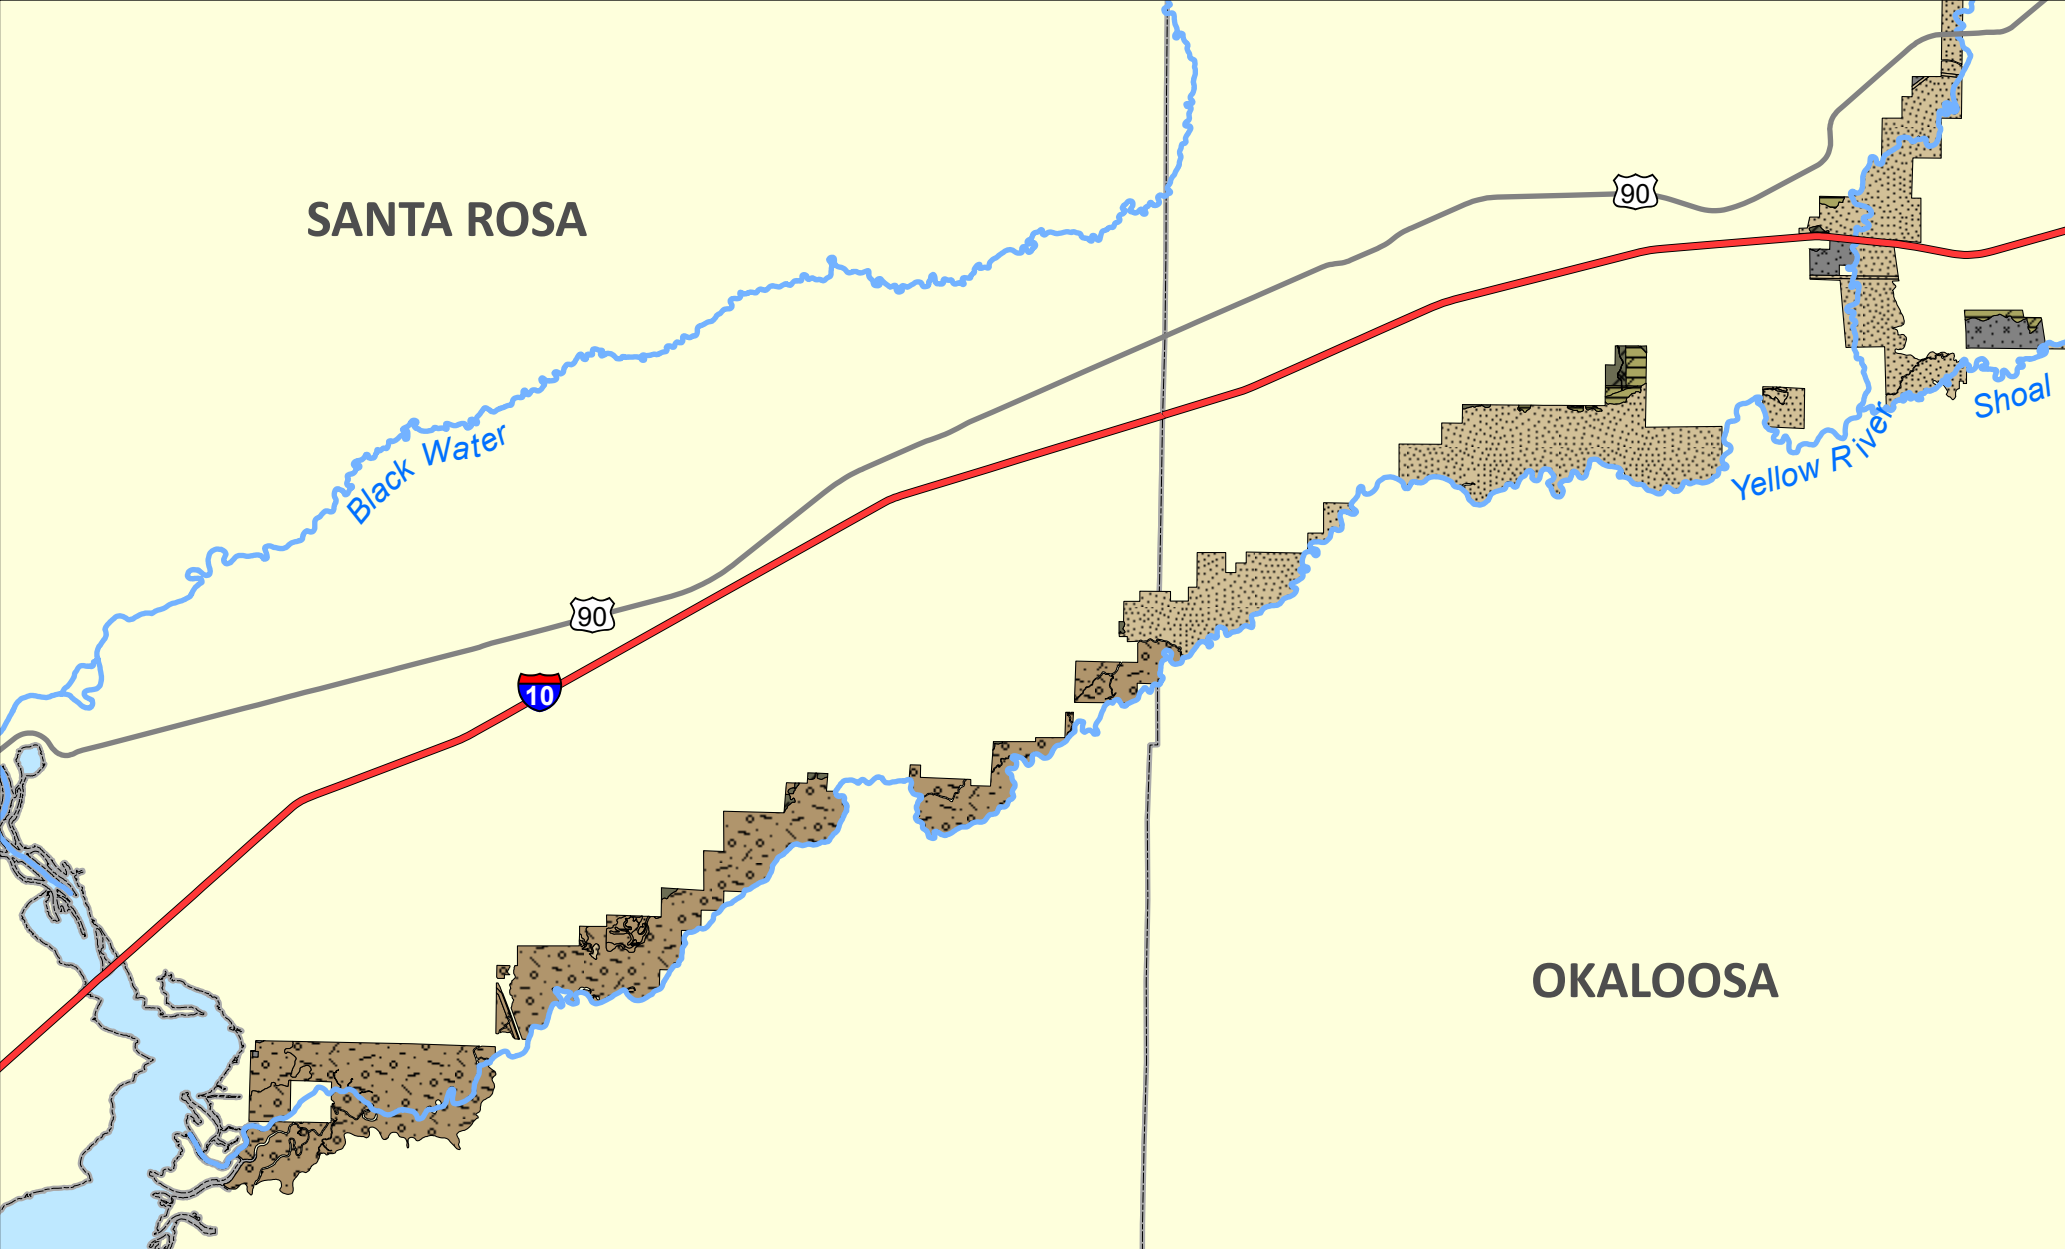 90
SANTA ROSA
Shoal
Black Water
Yellow River
90
10
OKALOOSA